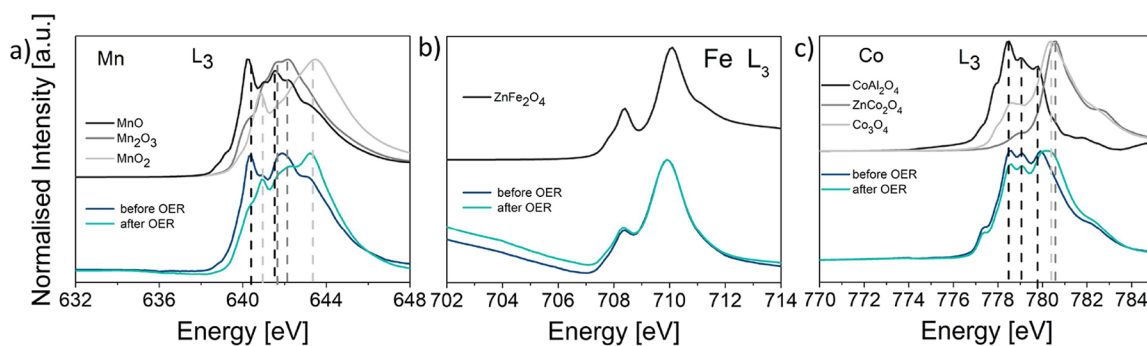 a)
Mn
L3
MnO
Mn2O3
MnO2
before OER
after OER
632 636 640 644 648
Energy [eV]
Normalised Intensity [a.u.]
b)
Fe L3
ZnFe2O4
before OER
after OER
702 704 706 708 710 712 714
Energy [eV]
c)
Co
L3
CoAl2O4
ZnCo2O4
Co3O4
before OER
after OER
770 772 774 776 778 780 782 784
Energy [eV]